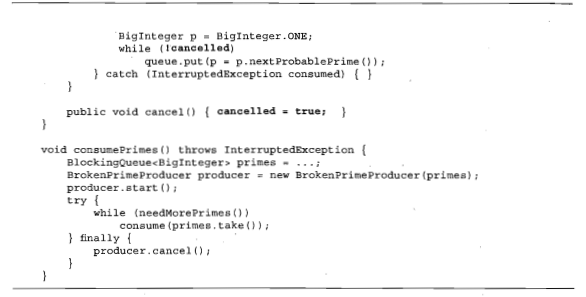 BigInteger p = BigInteger.ONE;
while (!cancelled)
queue.put(p = p.nextProbablePrime());
} catch (InterruptedException consumed) { }
}
public void cancel() { cancelled = true; }
}
void consumePrimes() throws InterruptedException {
BlockingQueue<BigInteger> primes = ...;
BrokenPrimeProducer producer = new BrokenPrimeProducer(primes);
producer.start();
try {
while (needMorePrimes())
consume(primes.take());
} finally {
producer.cancel();
}
}